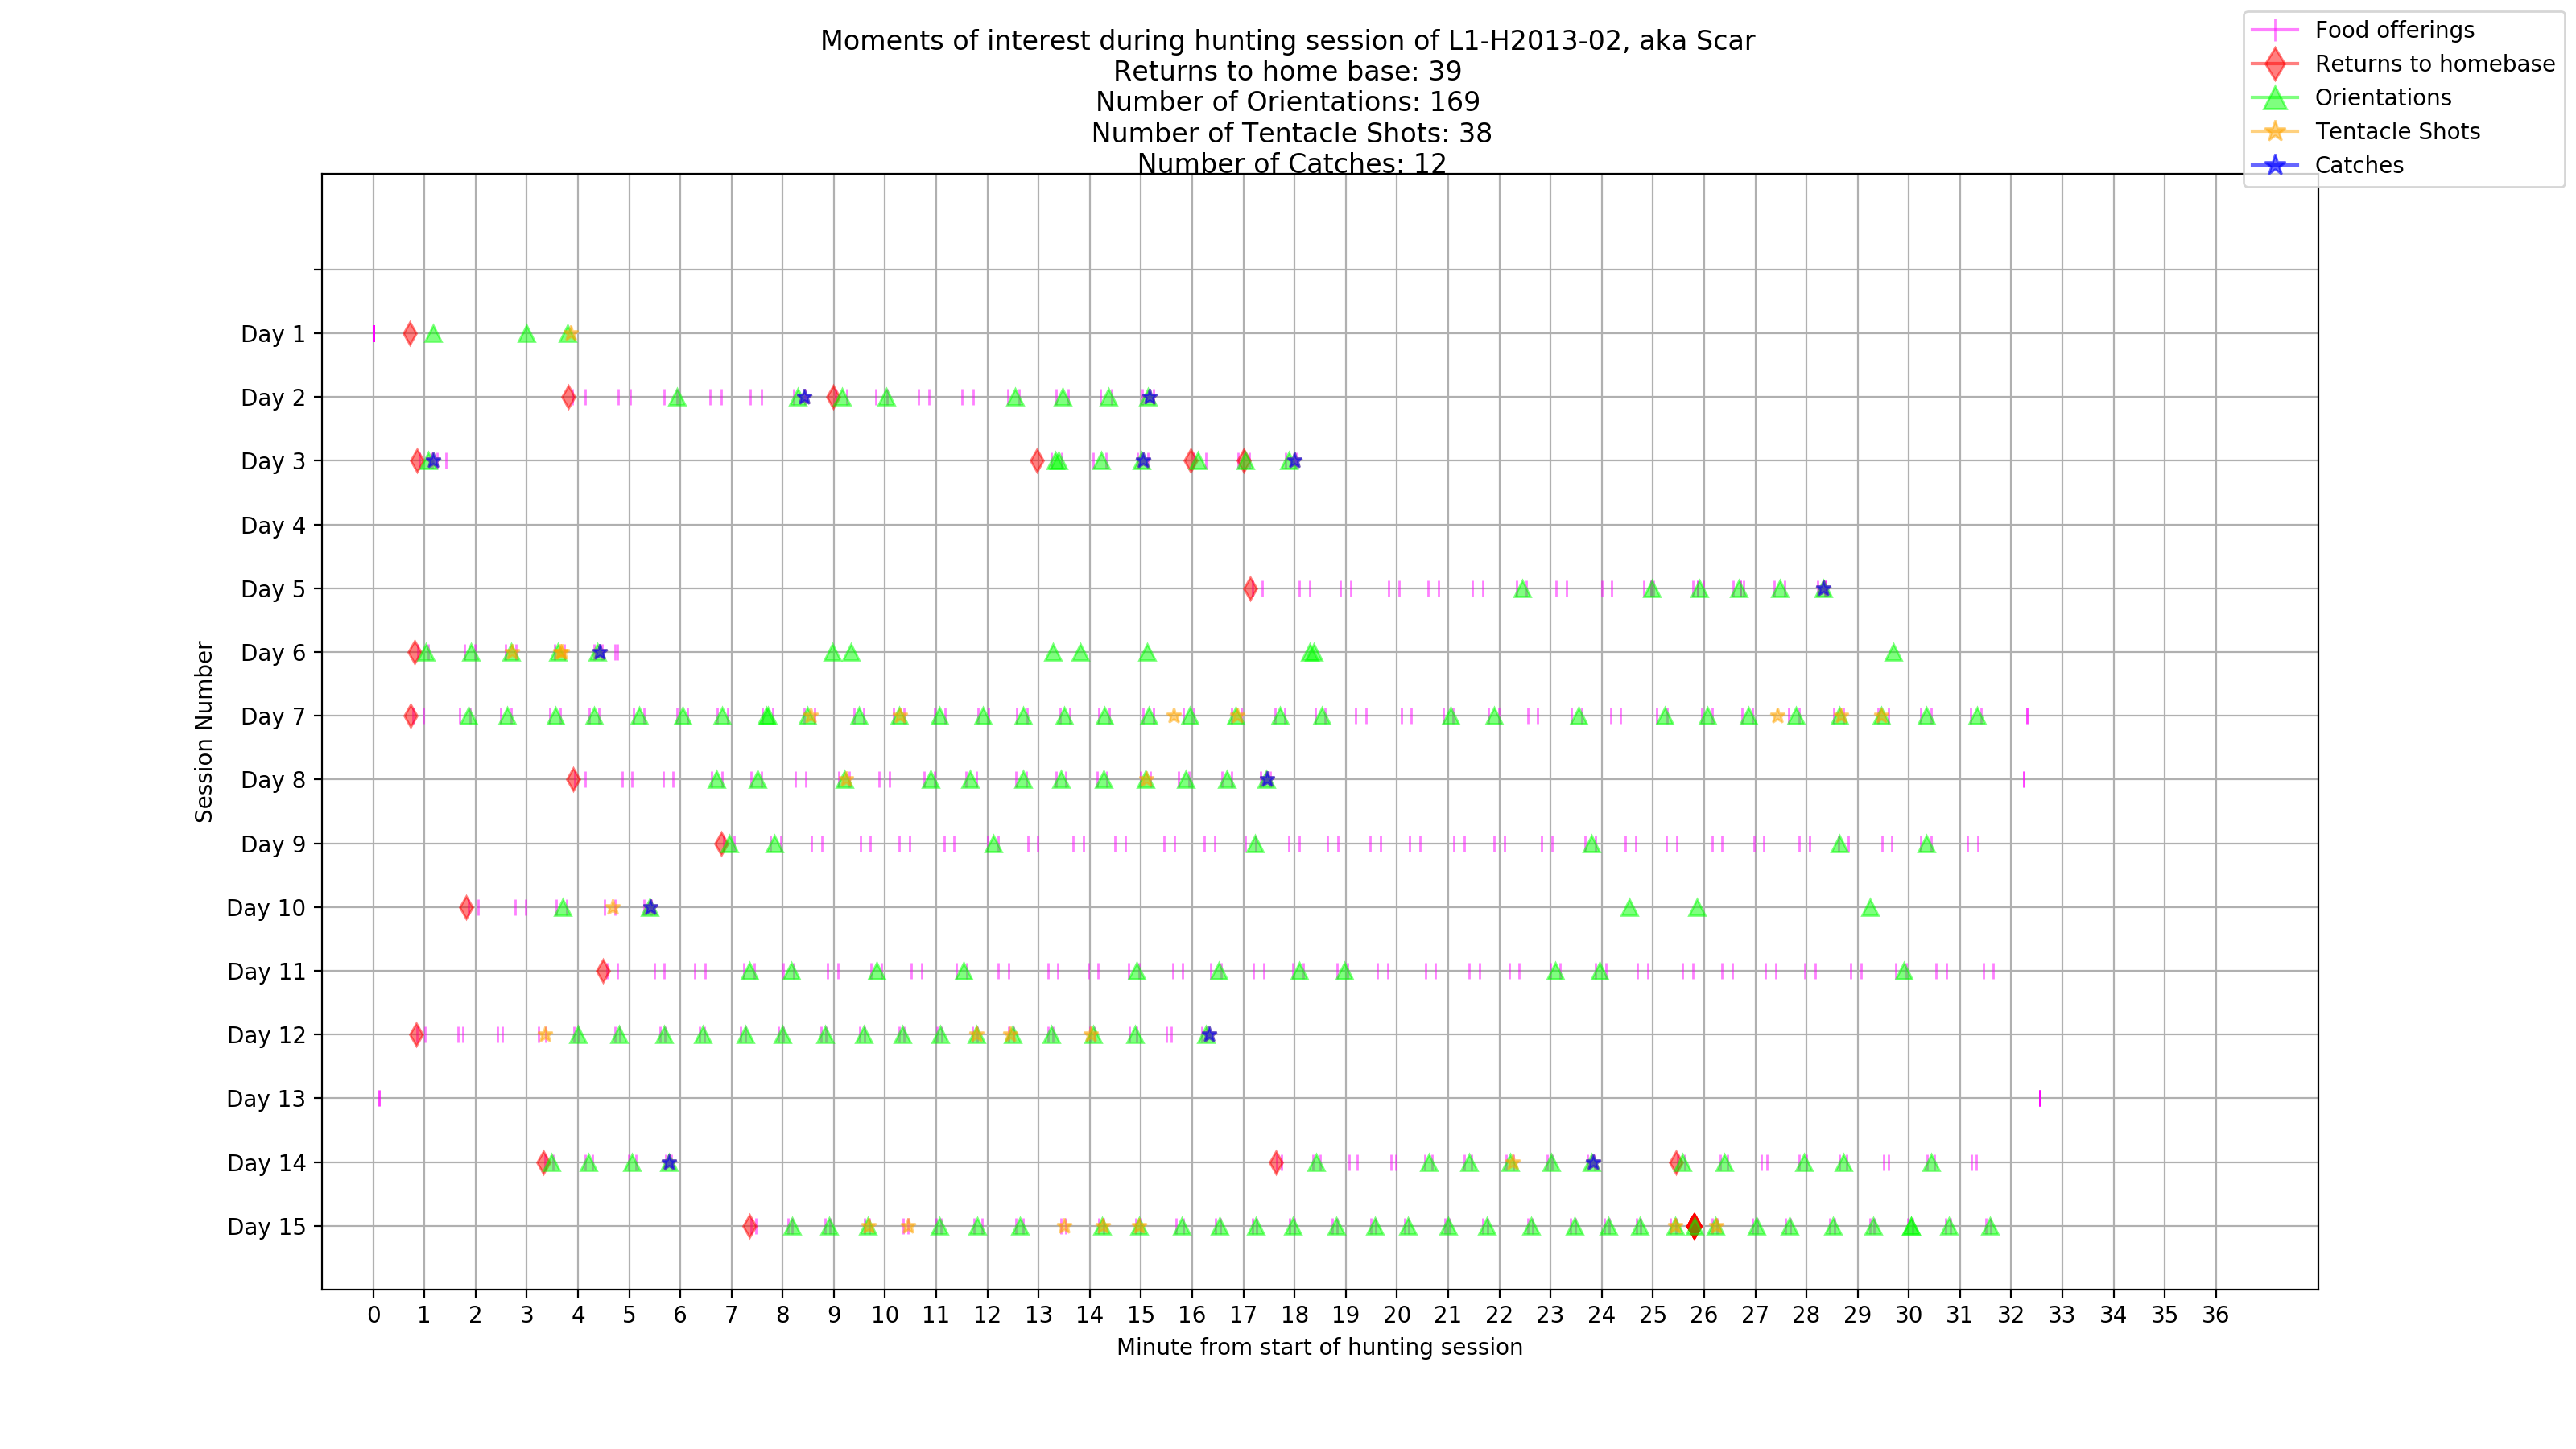 Moments of interest during hunting session of L1-H2013-02, aka Scar
Returns to home base: 39
Number of Orientations: 169
Number of Tentacle Shots: 38
Number of Catches: 12
Food offerings
Returns to homebase
Orientations
Tentacle Shots
Catches
Session Number
Day 1
Day 2
Day 3
Day 4
Day 5
Day 6
Day 7
Day 8
Day 9
Day 10
Day 11
Day 12
Day 13
Day 14
Day 15
0 1 2 3 4 5 6 7 8 9 10 11 12 13 14 15 16 17 18 19 20 21 22 23 24 25 26 27 28 29 30 31 32 33 34 35 36
Minute from start of hunting session